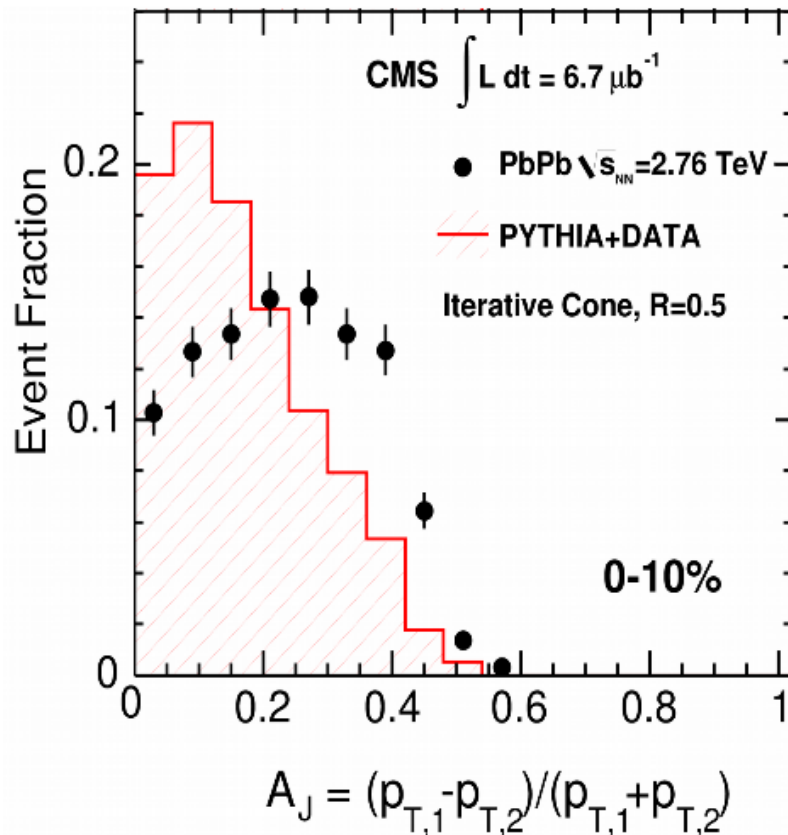 CMS ∫ L dt = 6.7 μb⁻¹
PbPb √s_NN=2.76 TeV
PYTHIA+DATA
Iterative Cone, R=0.5
0-10%
Event Fraction
0.2
0.1
0
0 0.2 0.4 0.6 0.8 1
A_J = (p_T,1-p_T,2)/(p_T,1+p_T,2)